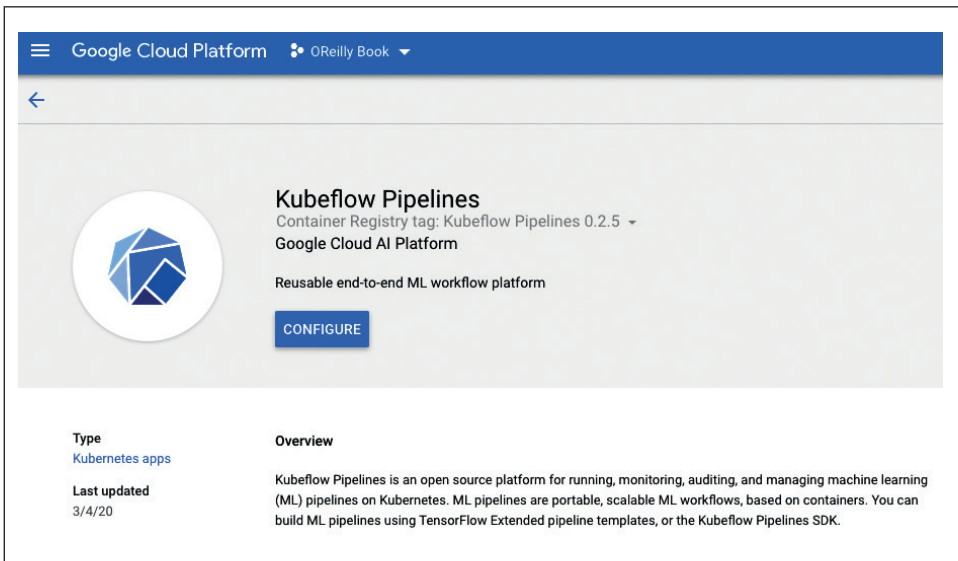 Google Cloud Platform OReilly Book
Kubeflow Pipelines
Container Registry tag: Kubeflow Pipelines 0.2.5
Google Cloud AI Platform
Reusable end-to-end ML workflow platform
CONFIGURE
Type
Kubernetes apps
Last updated
3/4/20
Overview
Kubeflow Pipelines is an open source platform for running, monitoring, auditing, and managing machine learning
(ML) pipelines on Kubernetes. ML pipelines are portable, scalable ML workflows, based on containers. You can
build ML pipelines using TensorFlow Extended pipeline templates, or the Kubeflow Pipelines SDK.